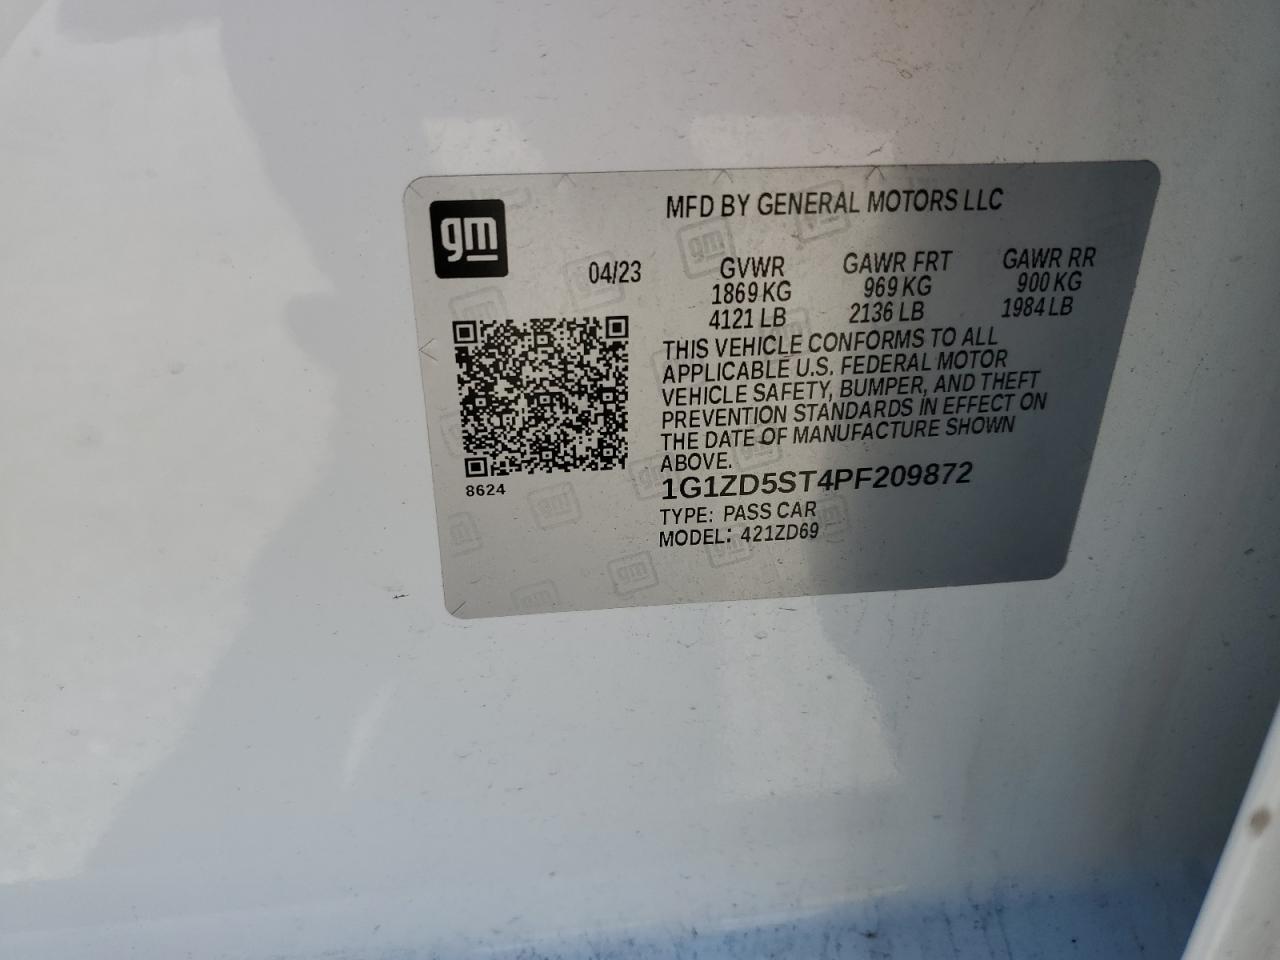 gm
MFD BY GENERAL MOTORS LLC
04/23
GVWR GAWR FRT GAWR RR
1869 KG 969 KG 900 KG
4121 LB 2136 LB 1984 LB
THIS VEHICLE CONFORMS TO ALL
APPLICABLE U.S. FEDERAL MOTOR
VEHICLE SAFETY, BUMPER, AND THEFT
PREVENTION STANDARDS IN EFFECT ON
THE DATE OF MANUFACTURE SHOWN
ABOVE.
8624
1G1ZD5ST4PF209872
TYPE: PASS CAR
MODEL: 421ZD69